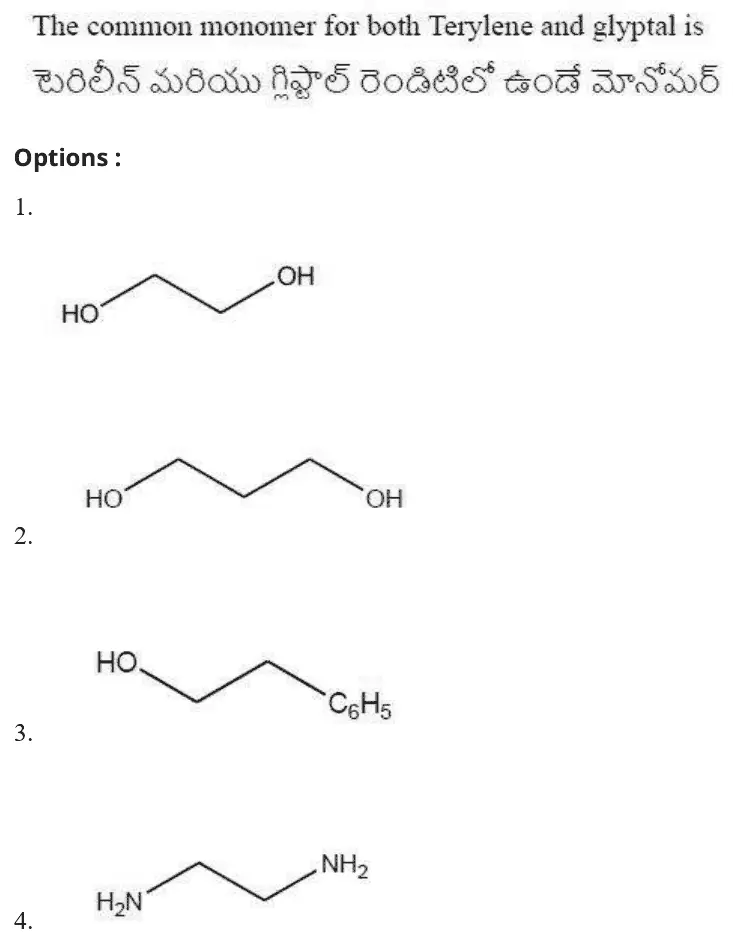 The common monomer for both Terylene and glyptal is
టెరిలీన్ మరియు గ్లిప్టాల్ రెండిటిలో ఉండే మోనోమర్
Options :
1.
OH
HO
HO
OH
2.
HO
C₆H₅
3.
NH₂
H₂N
4.